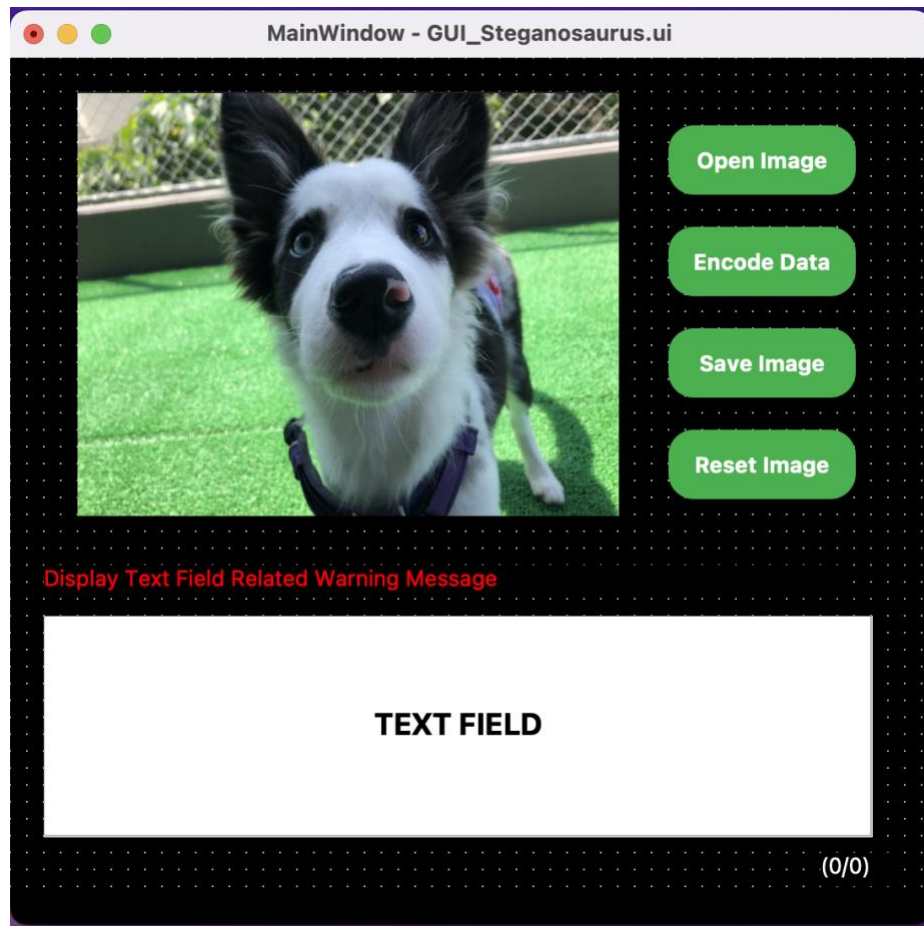 MainWindow - GUI_Steganosaurus.ui
Open Image
Encode Data
Save Image
Reset Image
Display Text Field Related Warning Message
TEXT FIELD
(0/0)